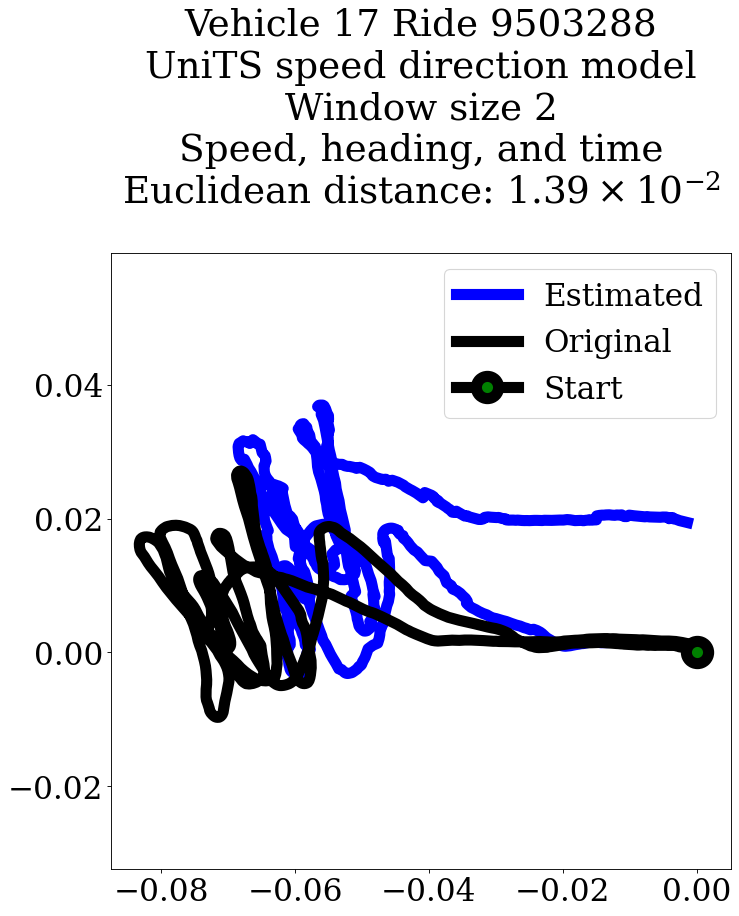 Vehicle 17 Ride 9503288
UniTS speed direction model
Window size 2
Speed, heading, and time
Euclidean distance: 1.39 × 10⁻²
Estimated
Original
Start
0.04
0.02
0.00
−0.02
−0.08 −0.06 −0.04 −0.02 0.00